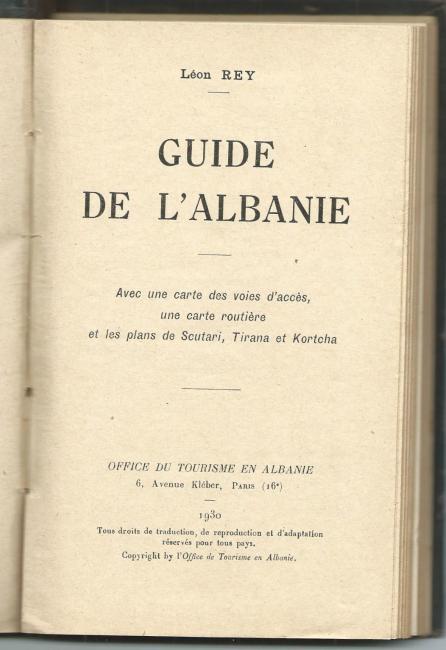 Léon REY
GUIDE
DE L'ALBANIE
Avec une carte des voies d'accès,
une carte routière
et les plans de Scutari, Tirana et Kortcha
OFFICE DU TOURISME EN ALBANIE
6, Avenue Kléber, PARIS (16ᵉ)
1930
Tous droits de traduction, de reproduction et d'adaptation
réservés pour tous pays.
Copyright by l'Office de Tourisme en Albanie.